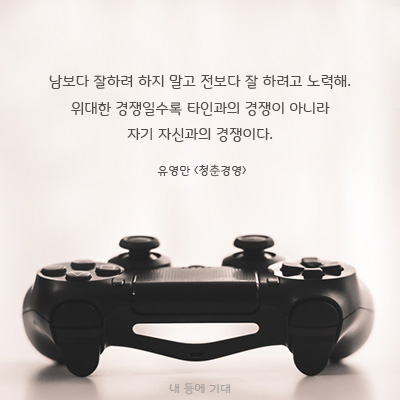 남보다 잘하려 하지 말고 전보다 잘 하려고 노력해.
위대한 경쟁일수록 타인과의 경쟁이 아니라
자기 자신과의 경쟁이다.
유영만 <청춘경영>
내 등에 기대